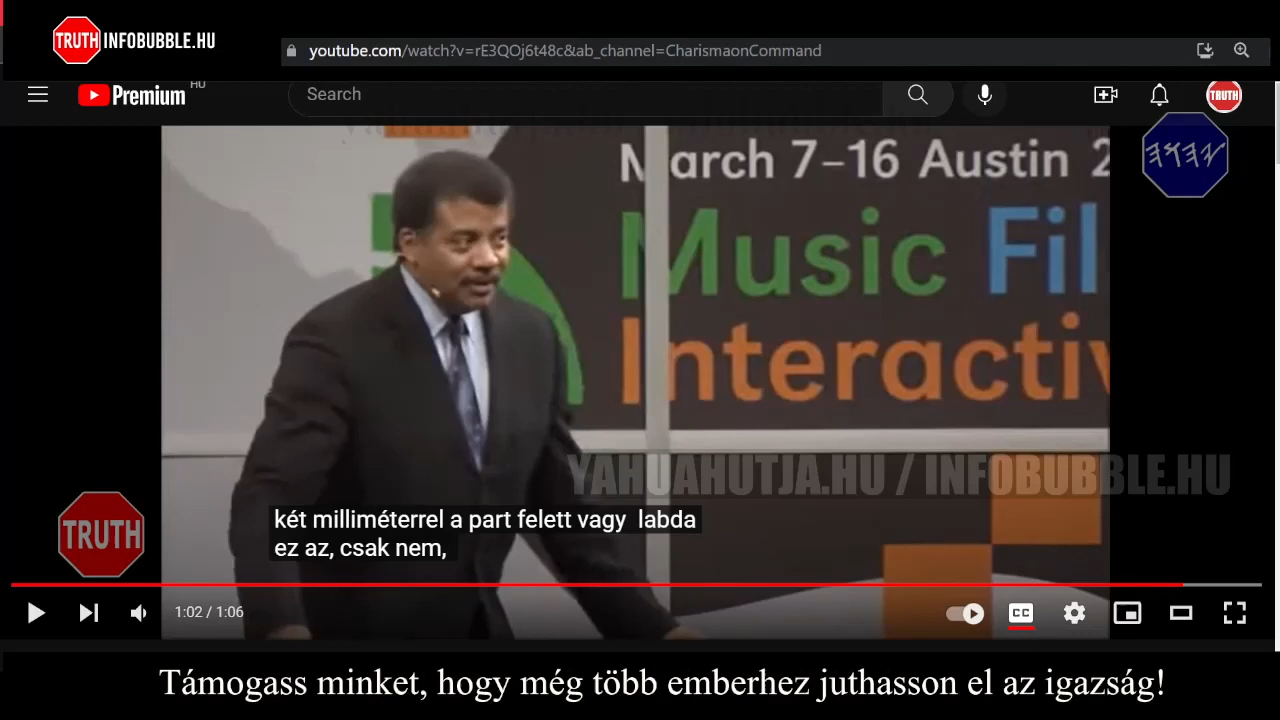 TRUTH INFOBUBBLE.HU
youtube.com/watch?v=rE3QOj6t48c&ab_channel=CharismaonCommand
Premium HU
Search
TRUTH
March 7–16 Austin 2
𐤉𐤄𐤅𐤄
Music Fil
Interactiv
YAHUAHUTJA.HU / INFOBUBBLE.HU
TRUTH
két milliméterrel a part felett vagy labda
ez az, csak nem,
1:02 / 1:06
CC
Támogass minket, hogy még több emberhez juthasson el az igazság!